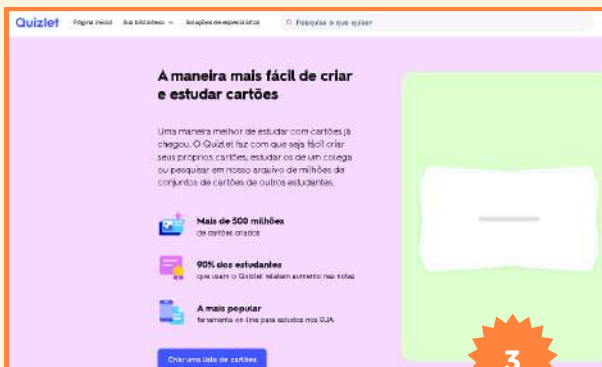 Quizlet Página inicial Sua biblioteca Soluções de especialistas Pesquise o que quiser
A maneira mais fácil de criar
e estudar cartões
Uma maneira melhor de estudar com cartões já
chegou. O Quizlet faz com que seja fácil criar
seus próprios cartões, estudar os de um colega
ou pesquisar em nosso arquivo de milhões de
conjuntos de cartões de outros estudantes.
Mais de 500 milhões
de cartões criados
90% dos estudantes
que usam o Quizlet relatam aumento nas notas
A mais popular
ferramenta on-line para estudos nos EUA
Criar uma lista de cartões
3